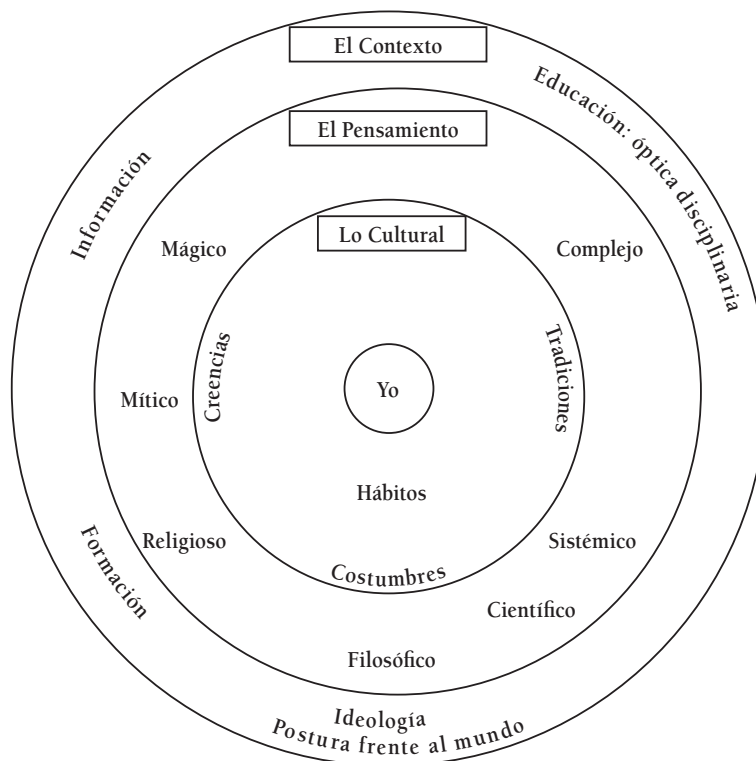 El Contexto
Educación: óptica disciplinaria
Información
El Pensamiento
Mágico
Complejo
Lo Cultural
Creencias
Tradiciones
Yo
Mítico
Hábitos
Religioso
Sistémico
Costumbres
Formación
Científico
Filosófico
Ideología
Postura frente al mundo